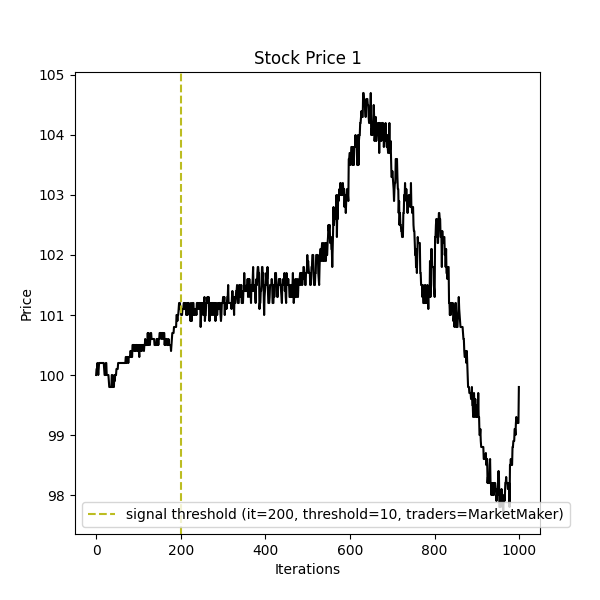 Stock Price 1
105
104
103
102
101
100
99
98
Price
signal threshold (it=200, threshold=10, traders=MarketMaker)
0 200 400 600 800 1000
Iterations